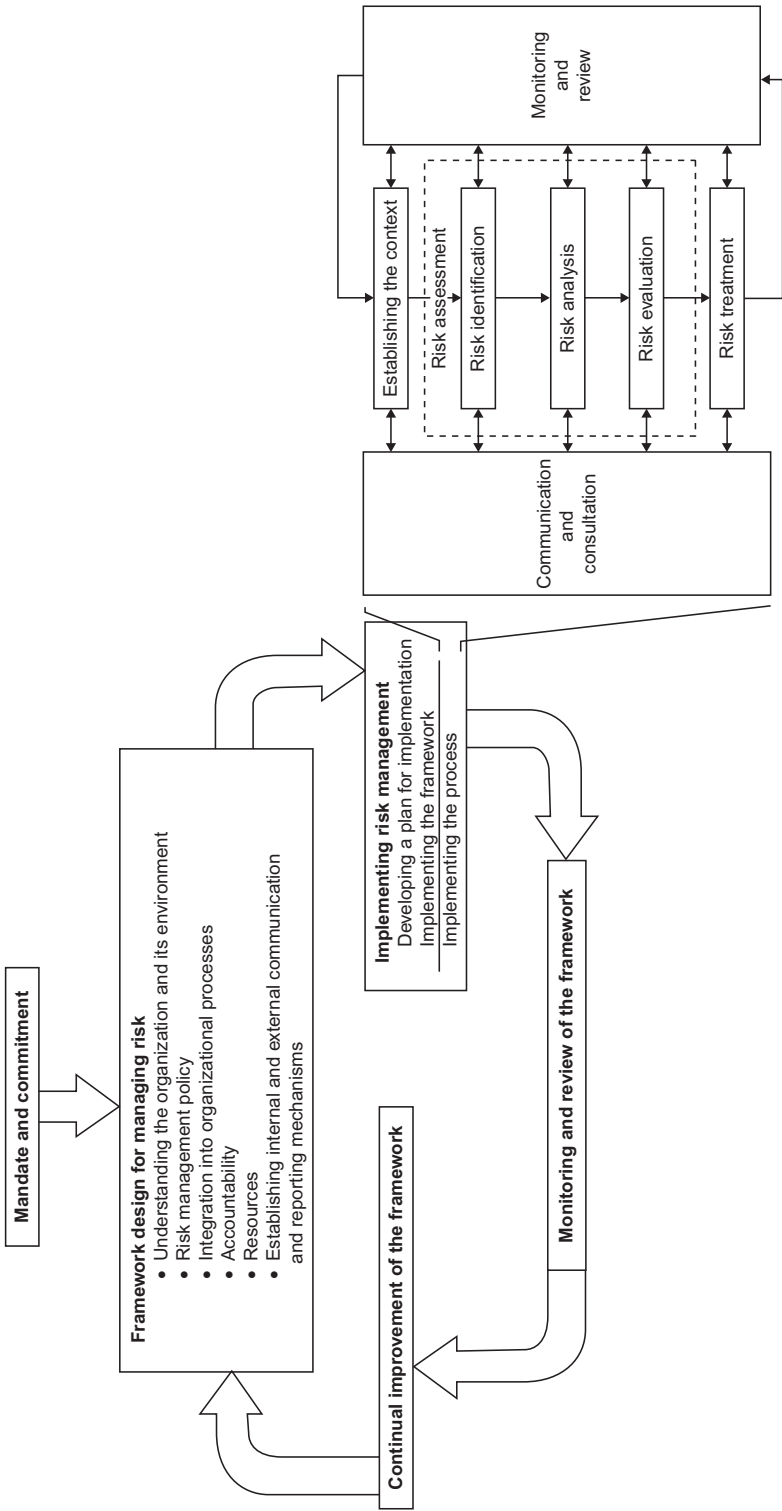 Mandate and commitment
Framework design for managing risk
• Understanding the organization and its environment
• Risk management policy
• Integration into organizational processes
• Accountability
• Resources
• Establishing internal and external communication
and reporting mechanisms
Implementing risk management
Developing a plan for implementation
Implementing the framework
Implementing the process
Continual improvement of the framework
Monitoring and review of the framework
Communication
and
consultation
Establishing the context
Risk assessment
Risk identification
Risk analysis
Risk evaluation
Risk treatment
Monitoring
and
review